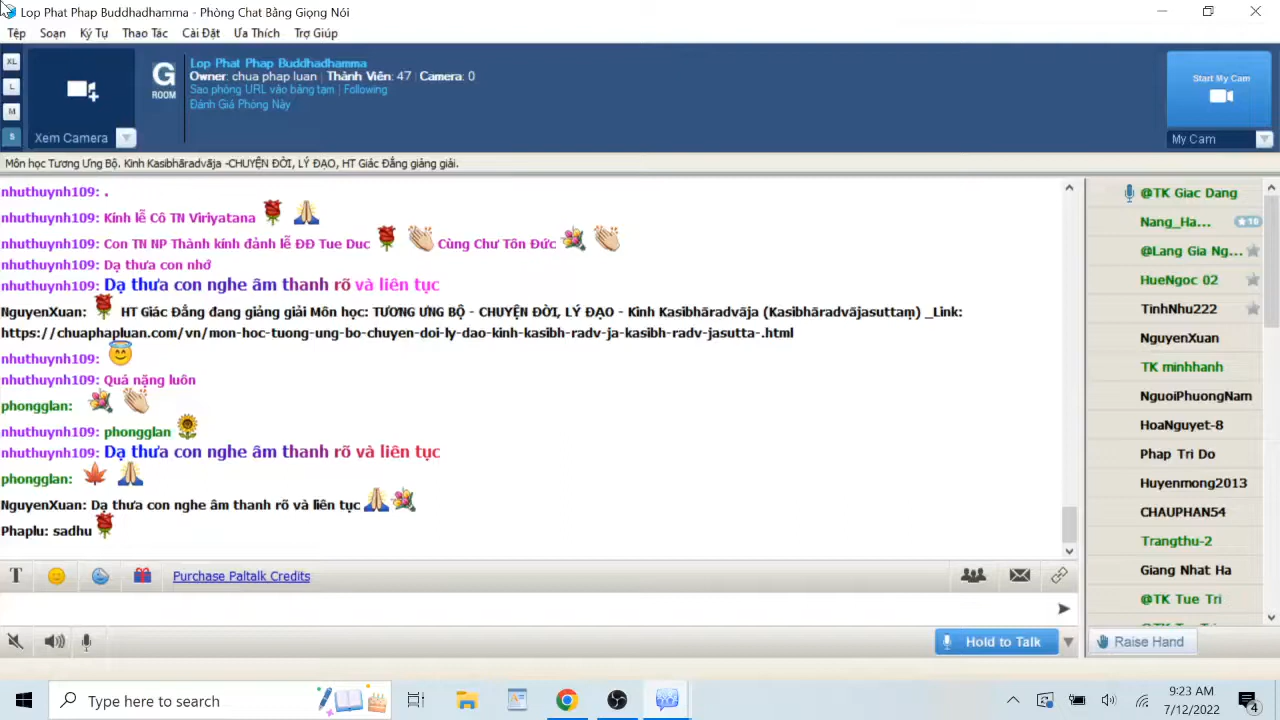 Lop Phat Phap Buddhadhamma - Phòng Chat Bằng Giọng Nói
Tệp Soạn Ký Tự Thao Tác Cài Đặt Ưa Thích Trợ Giúp
XL
L
M
S
Xem Camera
G
ROOM
Lop Phat Phap Buddhadhamma
Owner: chua phap luan | Thành Viên: 47 | Camera: 0
Sao phòng URL vào bảng tạm | Following
Đánh Giá Phòng Này
Start My Cam
My Cam
Môn học Tương Ưng Bộ. Kinh Kasibhāradvāja -CHUYỆN ĐỜI, LÝ ĐẠO, HT Giác Đẳng giảng giải.
nhuthuynh109: .
nhuthuynh109: Kính lễ Cô TN Viriyatana
nhuthuynh109: Con TN NP Thành kính đảnh lễ ĐĐ Tue Duc Cùng Chư Tôn Đức
nhuthuynh109: Dạ thưa con nhớ
nhuthuynh109: Dạ thưa con nghe âm thanh rõ và liên tục
NguyenXuan: HT Giác Đẳng đang giảng giải Môn học: TƯƠNG ƯNG BỘ - CHUYỆN ĐỜI, LÝ ĐẠO - Kinh Kasibhāradvāja (Kasibhāradvājasuttaṃ) _Link:
https://chuaphapluan.com/vn/mon-hoc-tuong-ung-bo-chuyen-doi-ly-dao-kinh-kasibh-radv-ja-kasibh-radv-jasutta-.html
nhuthuynh109:
nhuthuynh109: Quá nặng luôn
phongglan:
nhuthuynh109: phongglan
nhuthuynh109: Dạ thưa con nghe âm thanh rõ và liên tục
phongglan:
NguyenXuan: Dạ thưa con nghe âm thanh rõ và liên tục
Phaplu: sadhu
@TK Giac Dang
Nang_Ha... 10
@Lang Gia Ng...
HueNgoc 02
TinhNhu222
NguyenXuan
TK minhhanh
NguoiPhuongNam
HoaNguyet-8
Phap Tri Do
Huyenmong2013
CHAUPHAN54
Trangthu-2
Giang Nhat Ha
@TK Tue Tri
T Purchase Paltalk Credits
Hold to Talk
Raise Hand
Type here to search
9:23 AM
7/12/2022
4